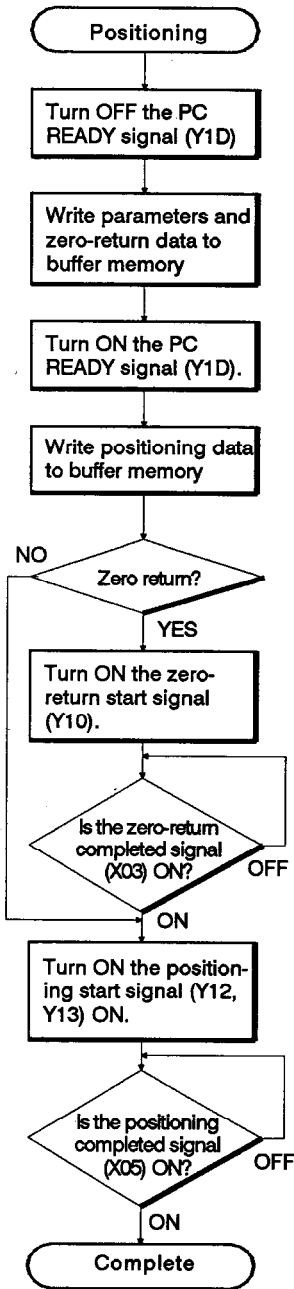 Positioning
Turn OFF the PC
READY signal (Y1D)
Write parameters and
zero-return data to
buffer memory
Turn ON the PC
READY signal (Y1D).
Write positioning data
to buffer memory
NO
Zero return?
YES
Turn ON the zero-
return start signal
(Y10).
Is the zero-return
completed signal
(X03) ON?
OFF
ON
Turn ON the position-
ing start signal (Y12,
Y13) ON.
Is the positioning
completed signal
(X05) ON?
OFF
ON
Complete